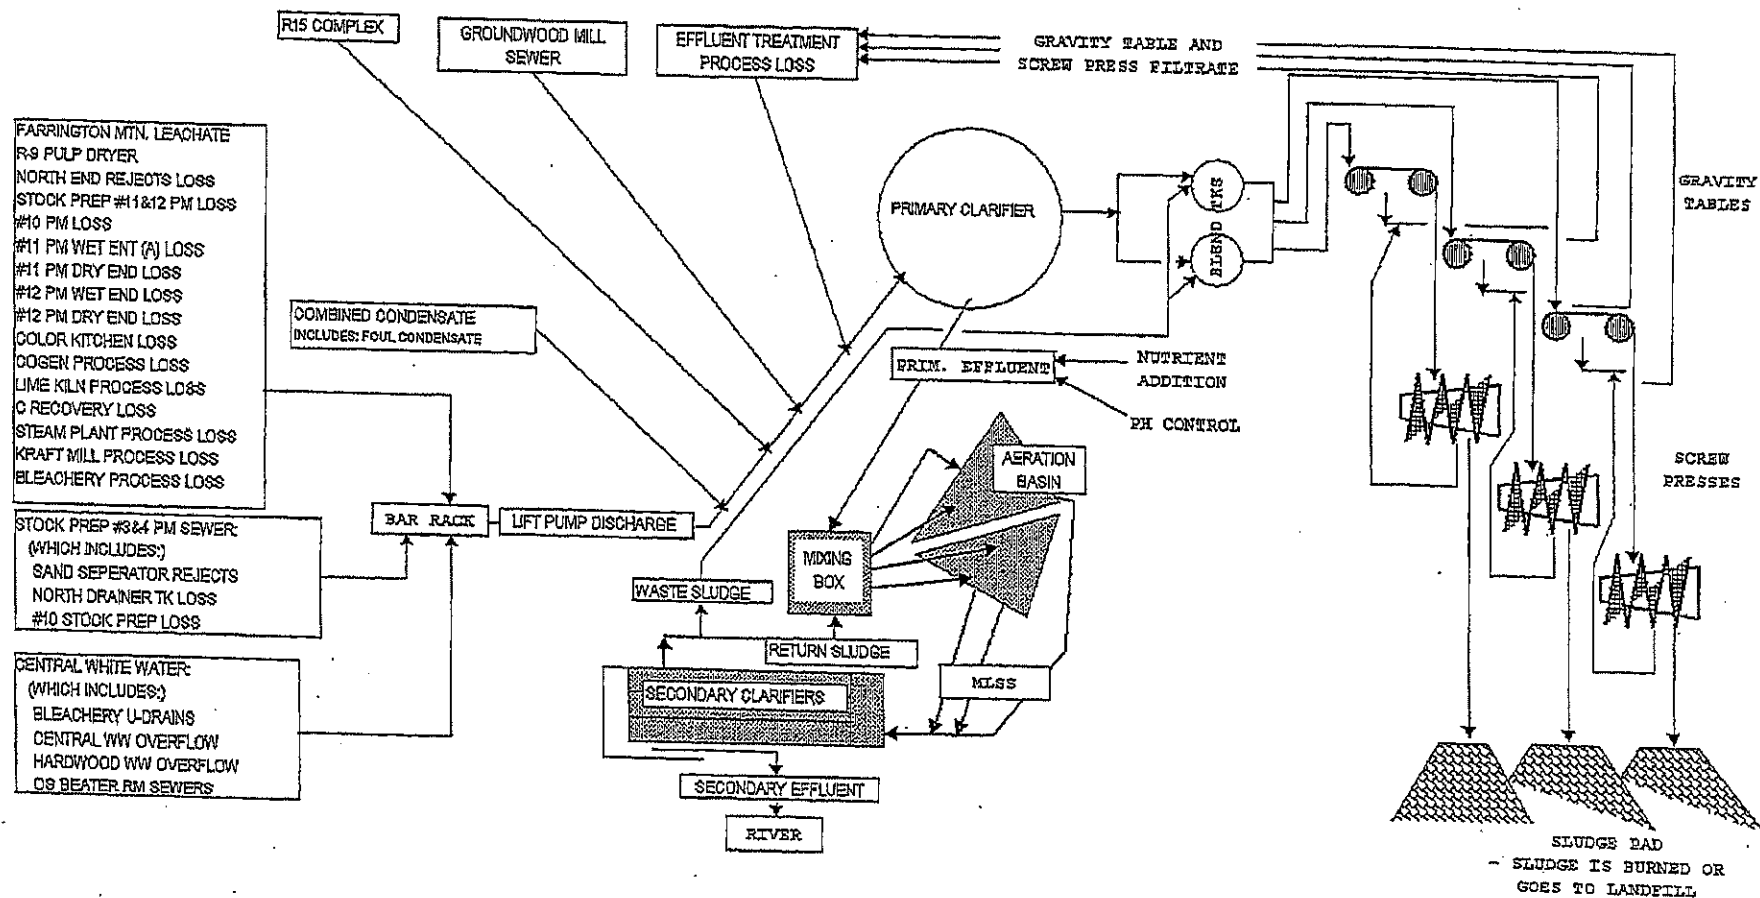 R15 COMPLEX
GROUNDWOOD MILL
SEWER
EFFLUENT TREATMENT
PROCESS LOSS
GRAVITY TABLE AND
SCREW PRESS FILTRATE
FARRINGTON MTN. LEACHATE
R-9 PULP DRYER
NORTH END REJECTS LOSS
STOCK PREP #11&12 PM LOSS
#10 PM LOSS
#11 PM WET ENT (A) LOSS
#11 PM DRY END LOSS
#12 PM WET END LOSS
#12 PM DRY END LOSS
COLOR KITCHEN LOSS
COGEN PROCESS LOSS
LIME KILN PROCESS LOSS
C RECOVERY LOSS
STEAM PLANT PROCESS LOSS
KRAFT MILL PROCESS LOSS
BLEACHERY PROCESS LOSS
PRIMARY CLARIFIER
BLEND TKS
GRAVITY
TABLES
COMBINED CONDENSATE
INCLUDES: FOUL CONDENSATE
PRIM. EFFLUENT
NUTRIENT
ADDITION
PH CONTROL
AERATION
BASIN
SCREW
PRESSES
BAR RACK
LIFT PUMP DISCHARGE
STOCK PREP #3&4 PM SEWER:
(WHICH INCLUDES:)
SAND SEPERATOR REJECTS
NORTH DRAINER TK LOSS
#10 STOCK PREP LOSS
MIXING
BOX
WASTE SLUDGE
RETURN SLUDGE
MLSS
CENTRAL WHITE WATER:
(WHICH INCLUDES:)
BLEACHERY U-DRAINS
CENTRAL WW OVERFLOW
HARDWOOD WW OVERFLOW
OS BEATER RM SEWERS
SECONDARY CLARIFIERS
SECONDARY EFFLUENT
RIVER
SLUDGE PAD
- SLUDGE IS BURNED OR
GOES TO LANDFILL